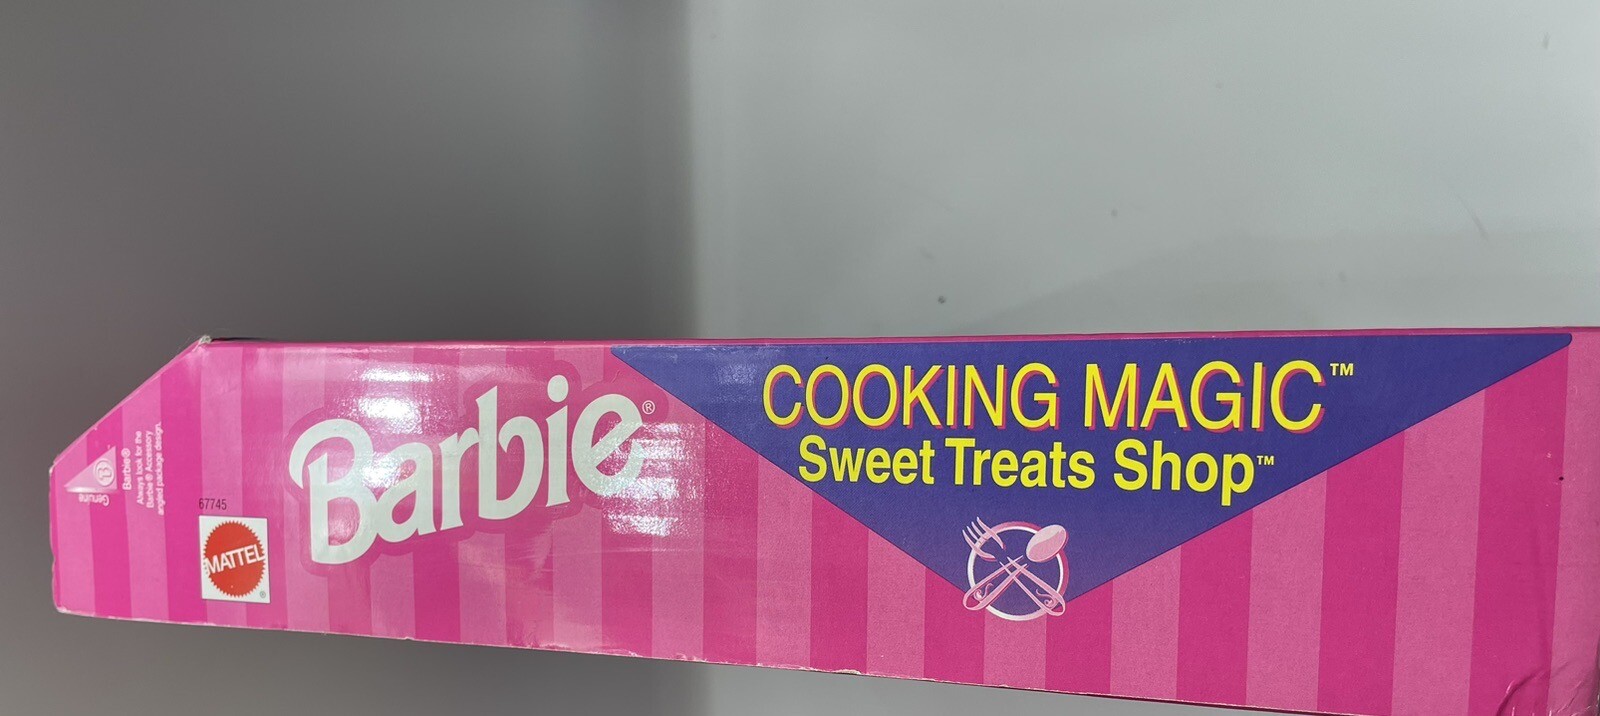 Genuine
B
Barbie®
Always look for the
Barbie® Accessory
angled package design.
67745
MATTEL®
Barbie®
COOKING MAGIC™
Sweet Treats Shop™